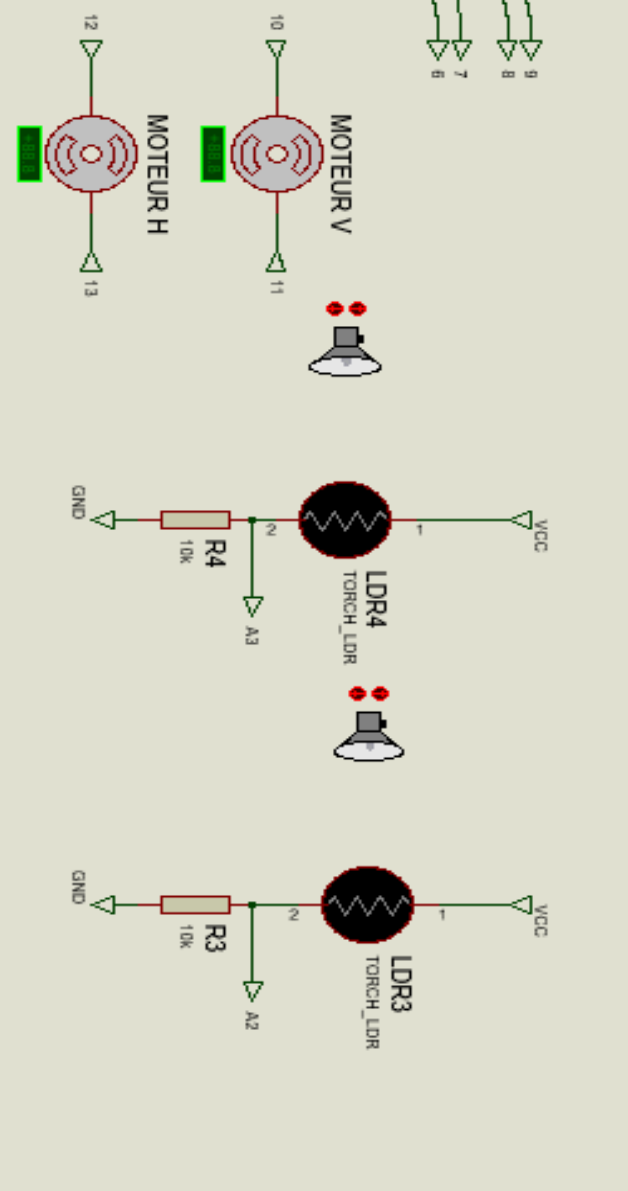 9
8
7
6
10
MOTEUR V
11
12
MOTEUR H
13
VCC
1
LDR4
TORCH_LDR
2
A3
R4
10k
GND
VCC
1
LDR3
TORCH_LDR
2
A2
R3
10k
GND